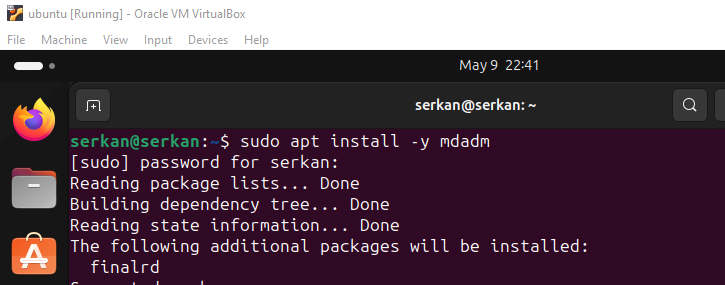 ubuntu [Running] - Oracle VM VirtualBox
File Machine View Input Devices Help
May 9 22:41
serkan@serkan: ~
serkan@serkan:~$ sudo apt install -y mdadm
[sudo] password for serkan:
Reading package lists... Done
Building dependency tree... Done
Reading state information... Done
The following additional packages will be installed:
finalrd